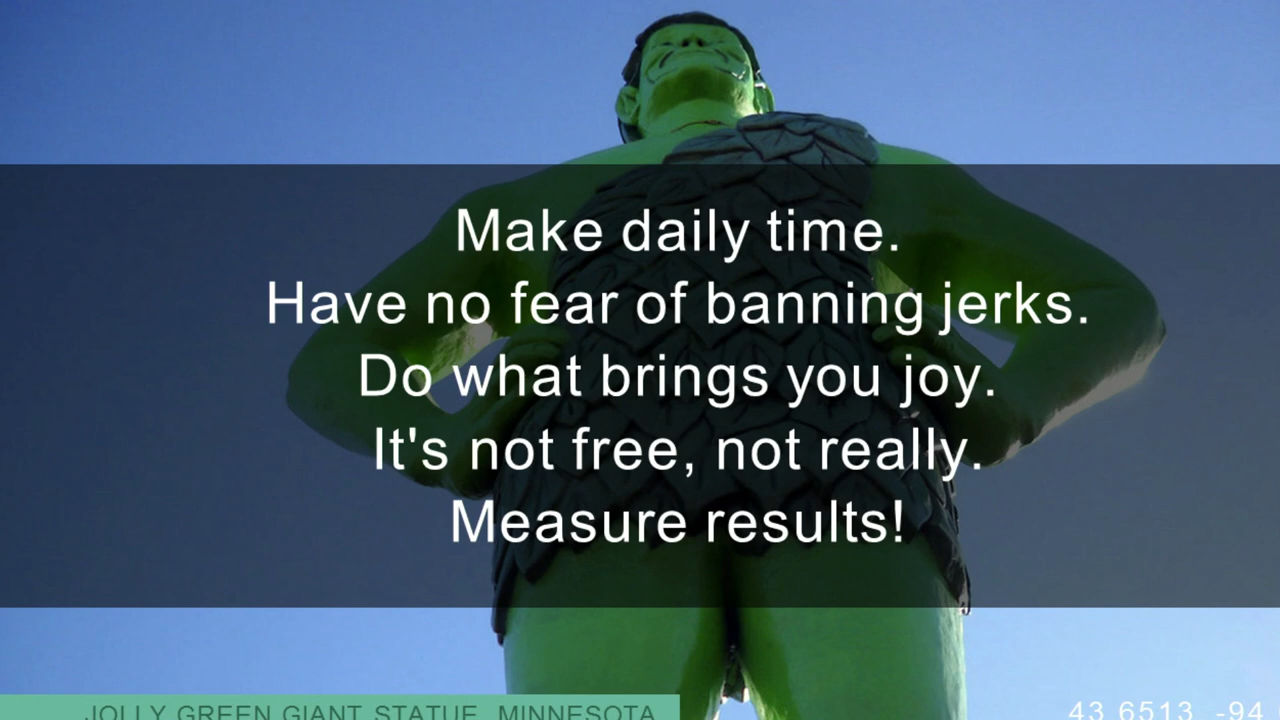 Make daily time.
Have no fear of banning jerks.
Do what brings you joy.
It's not free, not really.
Measure results!
JOLLY GREEN GIANT STATUE, MINNESOTA
43.6513, -94